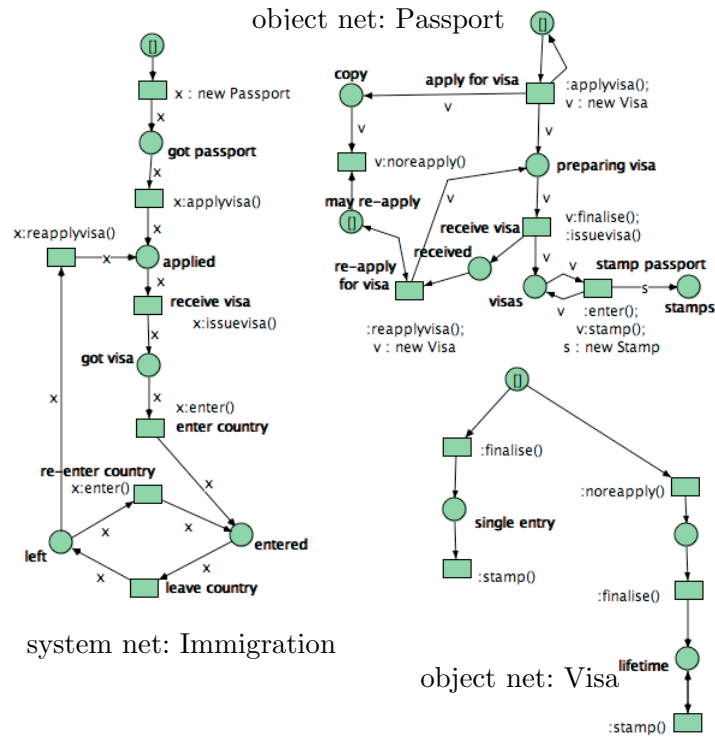 object net: Passport
[]
x : new Passport
x
got passport
x
x:applyvisa()
x
x:reapplyvisa()
x
applied
x
receive visa
x:issuevisa()
x
got visa
x
x:enter()
enter country
x
x
re-enter country
x:enter()
x
x
left
entered
x
x
leave country
system net: Immigration
[]
copy
apply for visa
:applyvisa();
v : new Visa
v
v
v
v:noreapply()
preparing visa
v
may re-apply
[]
v
receive visa
v:finalise();
:issuevisa()
received
re-apply
for visa
v
v
stamp passport
s
visas
v
stamps
:enter();
v:stamp();
s : new Stamp
:reapplyvisa();
v : new Visa
[]
:finalise()
:noreapply()
single entry
:stamp()
:finalise()
lifetime
object net: Visa
:stamp()